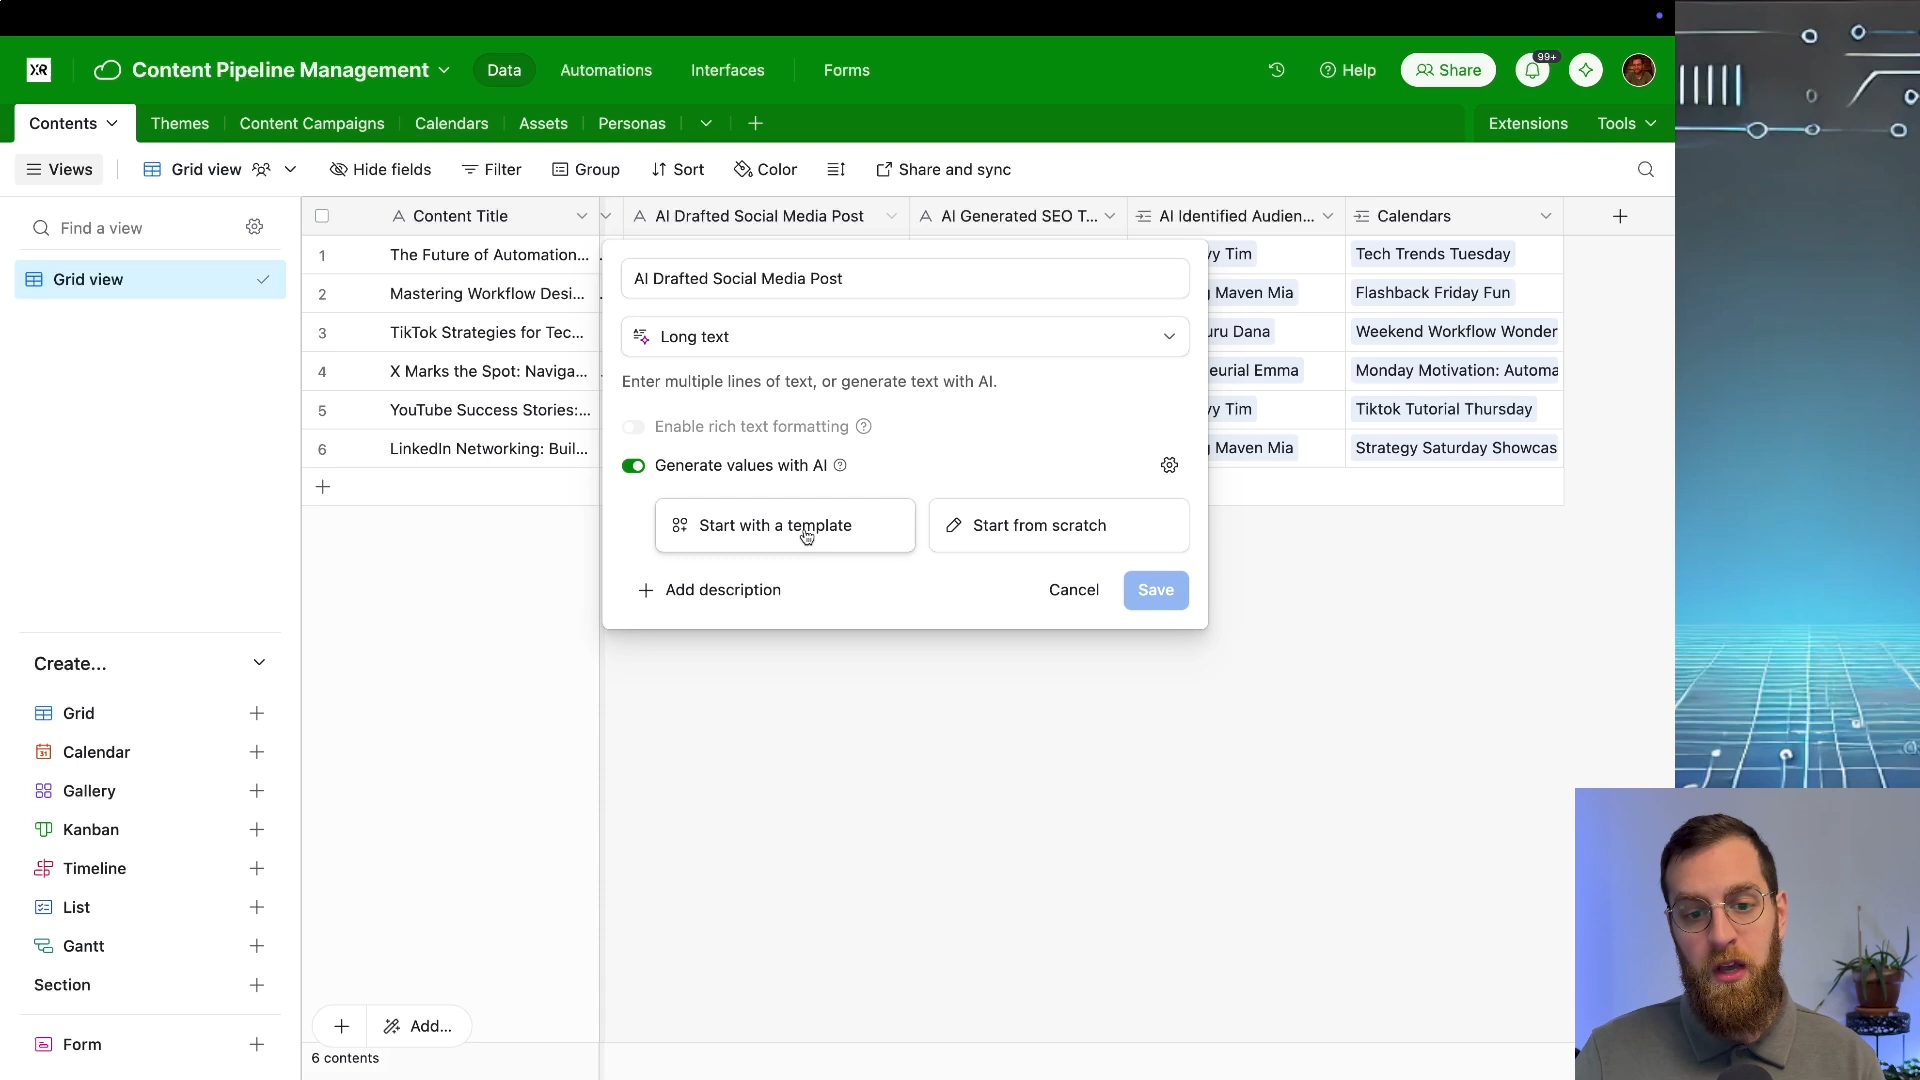 XR
Content Pipeline Management
Data
Automations
Interfaces
Forms
Help
Share
99+
Contents
Themes
Content Campaigns
Calendars
Assets
Personas
Extensions
Tools
Views
Grid view
Hide fields
Filter
Group
Sort
Color
Share and sync
Find a view
Grid view
Content Title
AI Drafted Social Media Post
AI Generated SEO T...
AI Identified Audien...
Calendars
1 The Future of Automation... vy Tim Tech Trends Tuesday
2 Mastering Workflow Desi... Maven Mia Flashback Friday Fun
3 TikTok Strategies for Tec... uru Dana Weekend Workflow Wonder
4 X Marks the Spot: Naviga... eurial Emma Monday Motivation: Automa
5 YouTube Success Stories:... vy Tim Tiktok Tutorial Thursday
6 LinkedIn Networking: Buil... Maven Mia Strategy Saturday Showcas
AI Drafted Social Media Post
Long text
Enter multiple lines of text, or generate text with AI.
Enable rich text formatting
Generate values with AI
Start with a template
Start from scratch
Add description
Cancel
Save
Create...
Grid
Calendar
Gallery
Kanban
Timeline
List
Gantt
Section
Form
Add...
6 contents